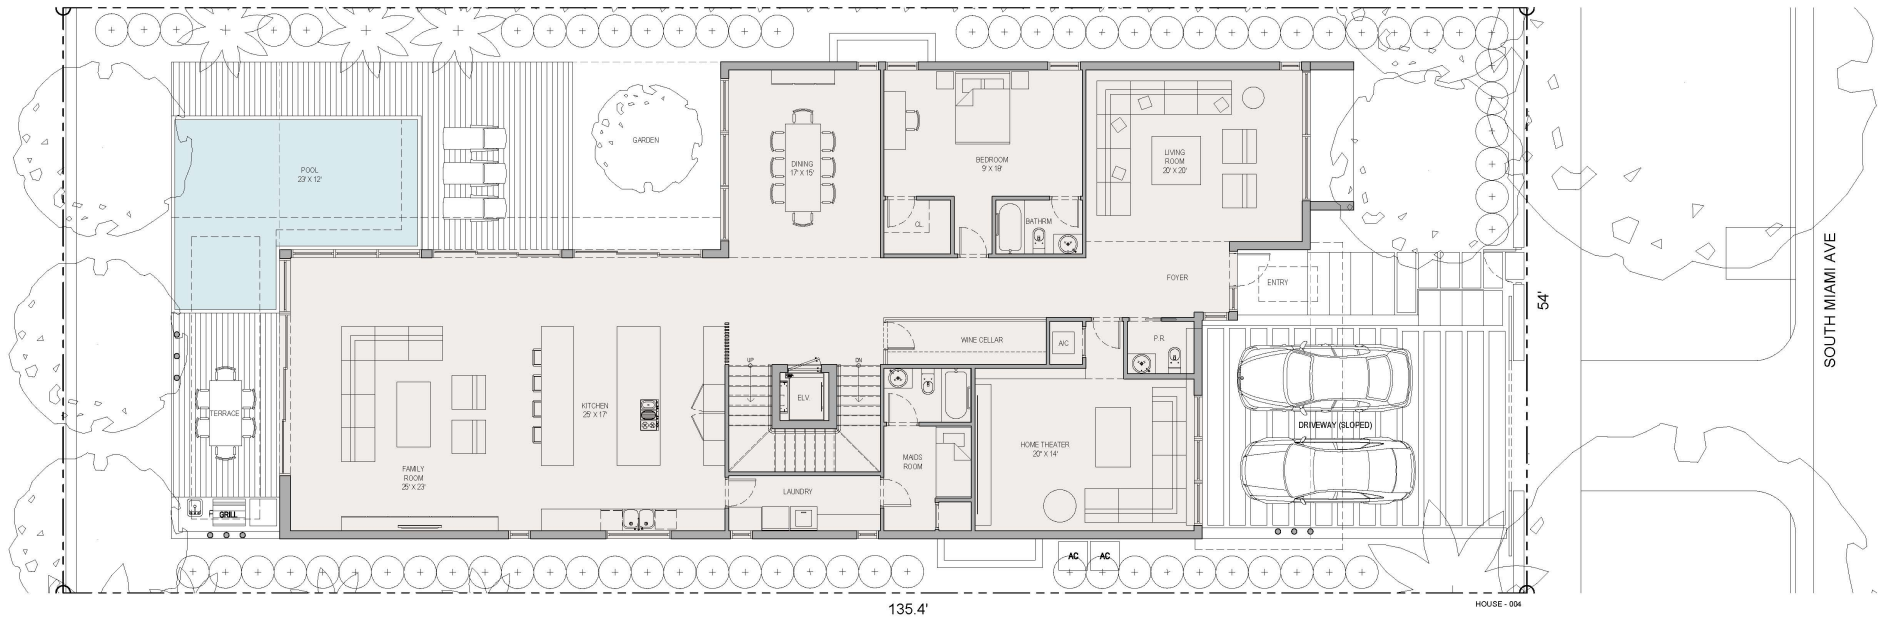 POOL
23' X 12'
GARDEN
DINING
17' X 15'
BEDROOM
9' X 18'
LIVING
ROOM
20' X 20'
CL.
BATHRM
FOYER
ENTRY
SOUTH MIAMI AVE
54'
WINE CELLAR
A/C
P.R.
UP
DN
ELV.
TERRACE
KITCHEN
25' X 17'
FAMILY
ROOM
25' X 23'
HOME THEATER
20" X 14'
MAIDS
ROOM
DRIVEWAY (SLOPED)
LAUNDRY
GRILL
AC
AC
135.4'
HOUSE - 004